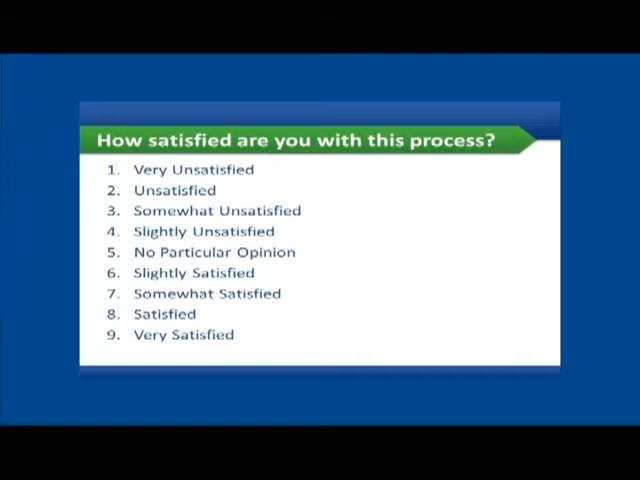 How satisfied are you with this process?
1. Very Unsatisfied
2. Unsatisfied
3. Somewhat Unsatisfied
4. Slightly Unsatisfied
5. No Particular Opinion
6. Slightly Satisfied
7. Somewhat Satisfied
8. Satisfied
9. Very Satisfied